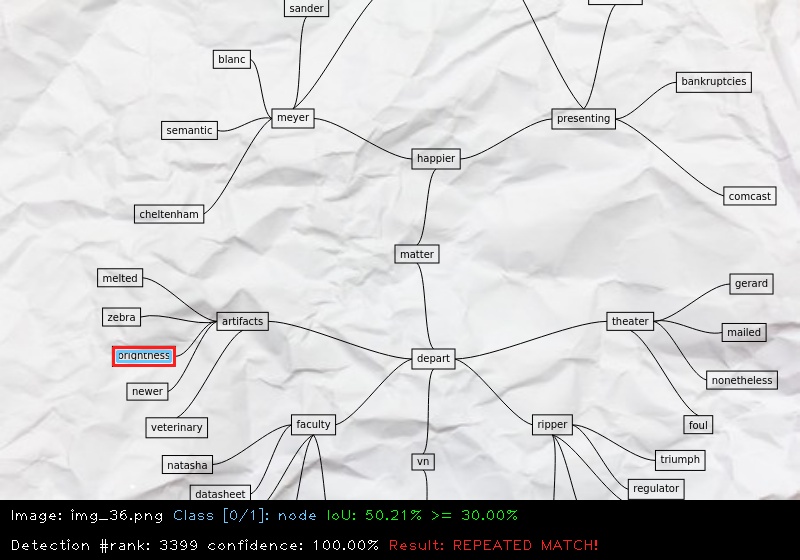 sander
blanc
bankruptcies
meyer
presenting
semantic
happier
comcast
cheltenham
matter
melted
gerard
zebra
artifacts
theater
mailed
brightness
depart
nonetheless
newer
veterinary
faculty
ripper
foul
natasha
vn
triumph
datasheet
regulator
Image: img_36.png Class [0/1]: node IoU: 50.21% >= 30.00%
Detection #rank: 3399 confidence: 100.00% Result: REPEATED MATCH!